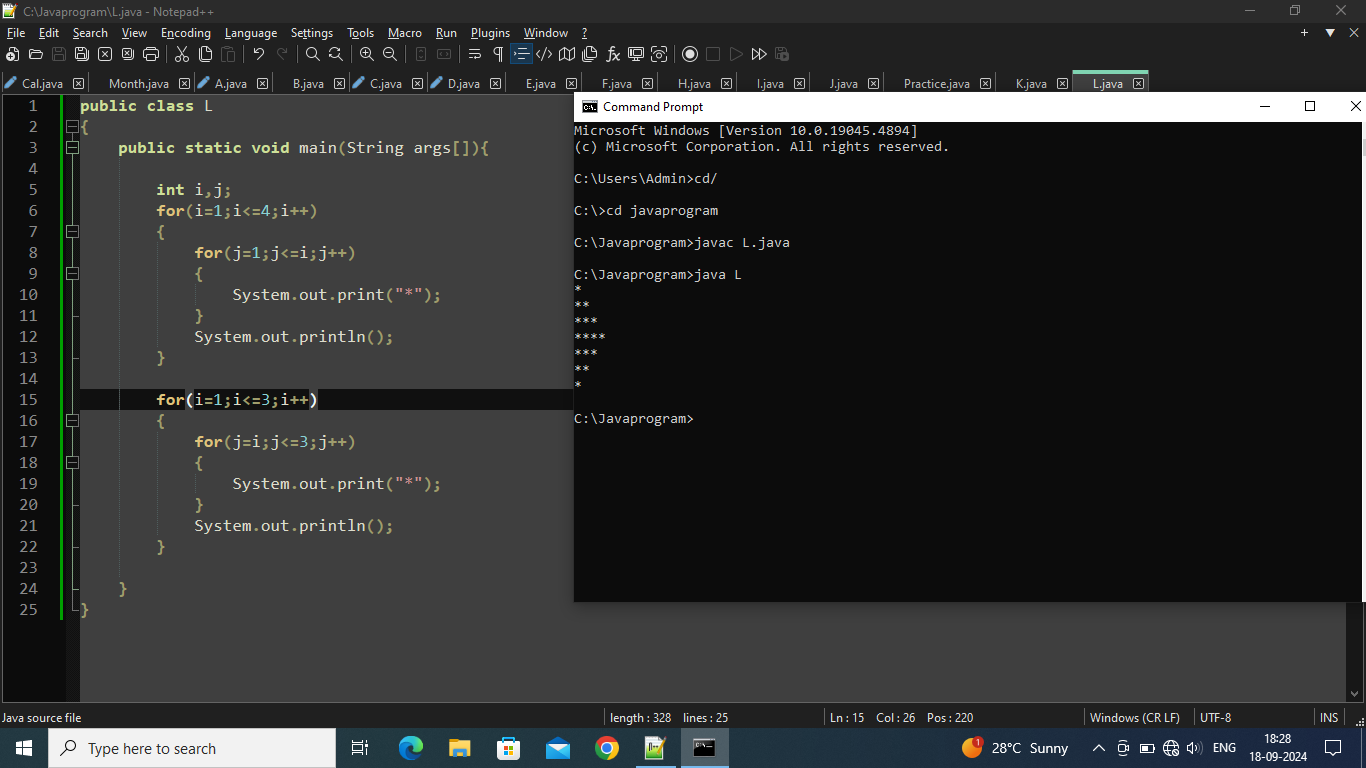 C:\Javaprogram\L.java - Notepad++
File Edit Search View Encoding Language Settings Tools Macro Run Plugins Window ?
Cal.java Month.java A.java B.java C.java D.java E.java F.java H.java I.java J.java Practice.java K.java L.java
1 public class L
2 {
3 public static void main(String args[]){
4
5 int i,j;
6 for(i=1;i<=4;i++)
7 {
8 for(j=1;j<=i;j++)
9 {
10 System.out.print("*");
11 }
12 System.out.println();
13 }
14
15 for(i=1;i<=3;i++)
16 {
17 for(j=i;j<=3;j++)
18 {
19 System.out.print("*");
20 }
21 System.out.println();
22 }
23
24 }
25 }
Command Prompt
Microsoft Windows [Version 10.0.19045.4894]
(c) Microsoft Corporation. All rights reserved.
C:\Users\Admin>cd/
C:\>cd javaprogram
C:\Javaprogram>javac L.java
C:\Javaprogram>java L
*
**
***
****
***
**
*
C:\Javaprogram>
Java source file length : 328 lines : 25 Ln : 15 Col : 26 Pos : 220 Windows (CR LF) UTF-8 INS
Type here to search
1
28°C Sunny
ENG
18:28
18-09-2024